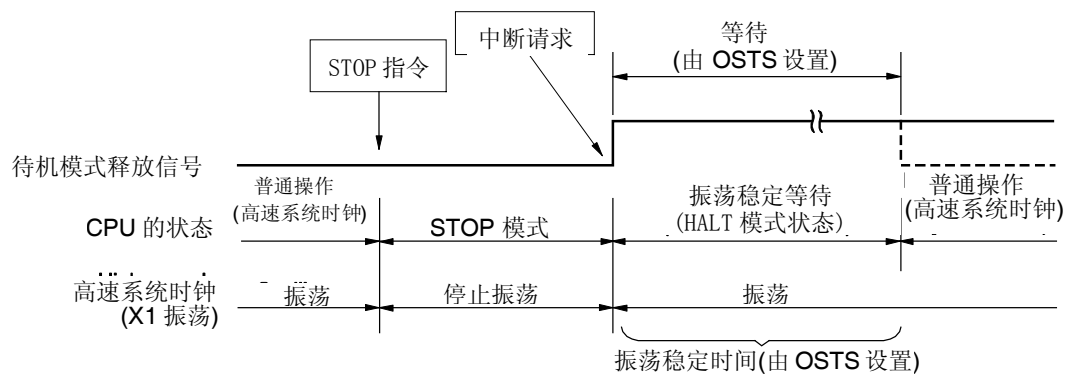 中断请求
等待
(由 OSTS 设置)
STOP 指令
待机模式释放信号
普通操作
(高速系统时钟)
振荡稳定等待
(HALT 模式状态)
普通操作
(高速系统时钟)
CPU 的状态
STOP 模式
高速系统时钟
(X1 振荡)
振荡
停止振荡
振荡
振荡稳定时间(由 OSTS 设置)